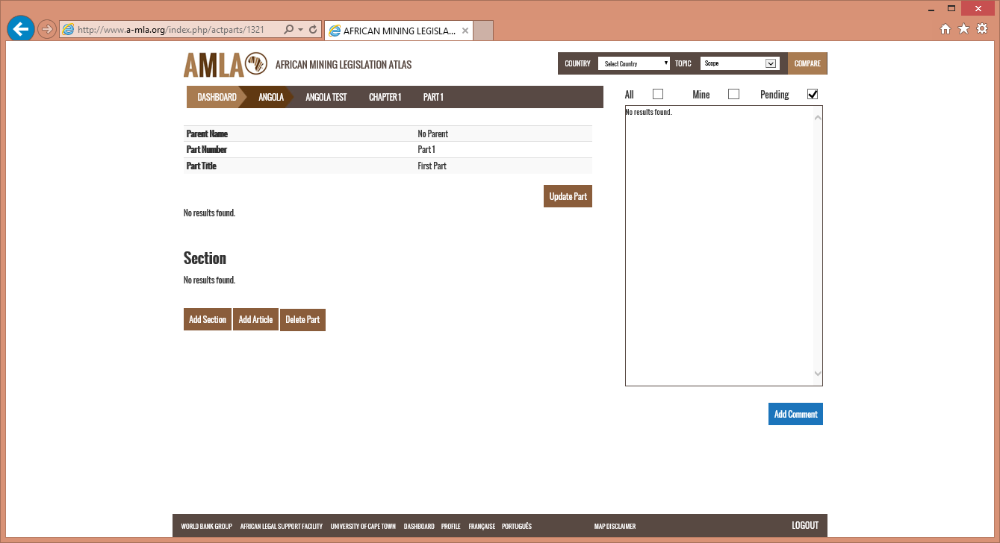 http://www.a-mla.org/index.php/actparts/1321
AFRICAN MINING LEGISLA...
AMLA AFRICAN MINING LEGISLATION ATLAS
COUNTRY Select Country TOPIC Scope COMPARE
DASHBOARD ANGOLA ANGOLA TEST CHAPTER 1 PART 1
All Mine Pending
No results found.
Parent Name No Parent
Part Number Part 1
Part Title First Part
Update Part
No results found.
Section
No results found.
Add Section Add Article Delete Part
Add Comment
WORLD BANK GROUP AFRICAN LEGAL SUPPORT FACILITY UNIVERSITY OF CAPE TOWN DASHBOARD PROFILE FRANÇAISE PORTUGUÊS MAP DISCLAIMER LOGOUT